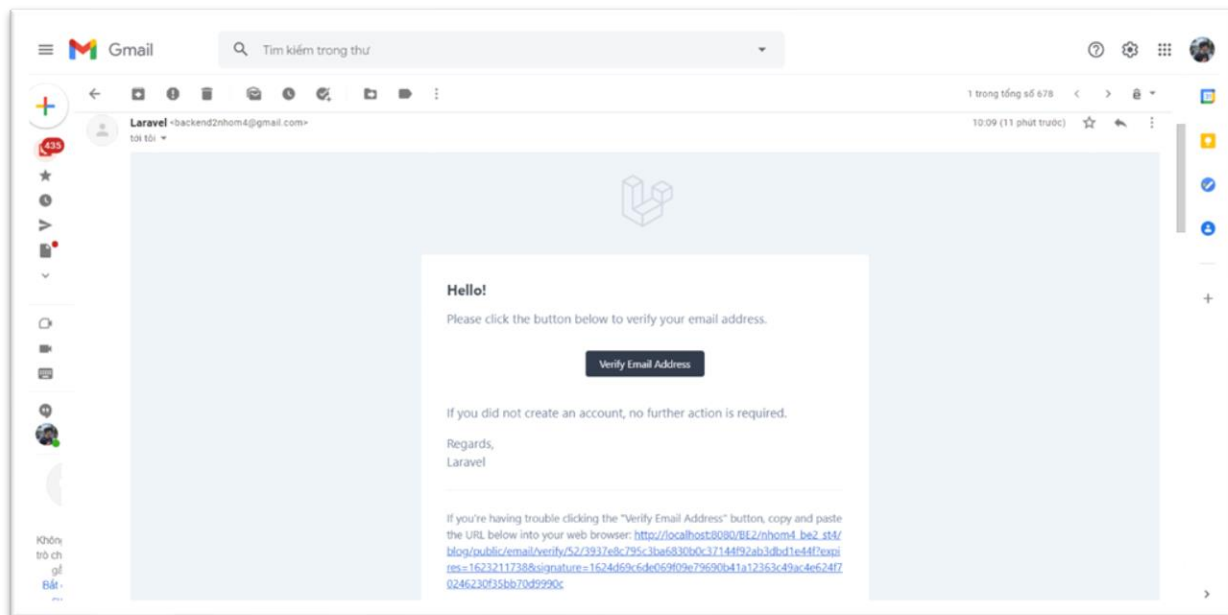 Gmail
Tìm kiếm trong thư
1 trong tổng số 678
Laravel <backend2nhom4@gmail.com>
10:09 (11 phút trước)
tới tôi
435
Hello!
Please click the button below to verify your email address.
Verify Email Address
If you did not create an account, no further action is required.
Regards,
Laravel
If you're having trouble clicking the "Verify Email Address" button, copy and paste
the URL below into your web browser: http://localhost:8080/BE2/nhom4_be2_st4/
blog/public/email/verify/52/3937e8c795c3ba6830b0c37144f92ab3dbd1e44f?expi
res=1623211738&signature=1624d69c6de069f09e79690b41a12363c49ac4e624f7
0246230f35bb70d9990c
Không
trò ch
Bắt